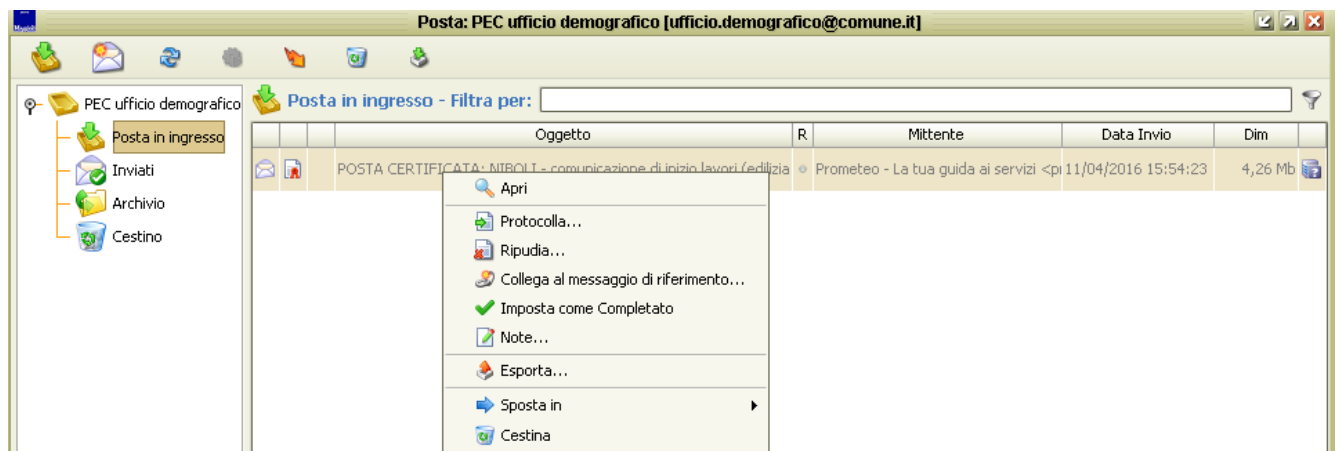 Posta: PEC ufficio demografico [ufficio.demografico@comune.it]
PEC ufficio demografico
Posta in ingresso
Inviati
Archivio
Cestino
Posta in ingresso - Filtra per:
Oggetto R Mittente Data Invio Dim
POSTA CERTIFICATA: NIBOLI - comunicazione di inizio lavori (edilizia Prometeo - La tua guida ai servizi <pr 11/04/2016 15:54:23 4,26 Mb
Apri
Protocolla...
Ripudia...
Collega al messaggio di riferimento...
Imposta come Completato
Note...
Esporta...
Sposta in
Cestina